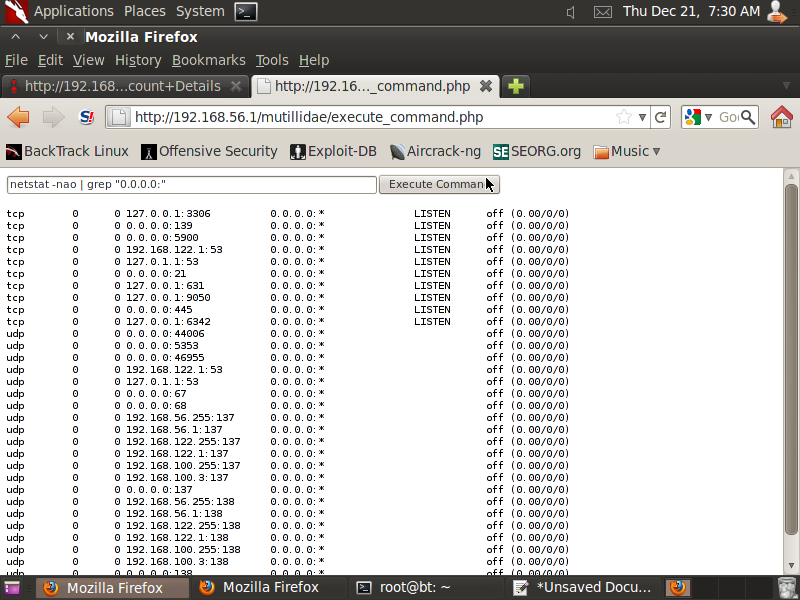 Applications Places System Thu Dec 21, 7:30 AM
Mozilla Firefox
File Edit View History Bookmarks Tools Help
http://192.168...count+Details http://192.16..._command.php
http://192.168.56.1/mutillidae/execute_command.php Go
BackTrack Linux Offensive Security Exploit-DB Aircrack-ng SE SEORG.org Music
netstat -nao | grep "0.0.0.0:" Execute Command
tcp 0 0 127.0.0.1:3306 0.0.0.0:* LISTEN off (0.00/0/0)
tcp 0 0 0.0.0.0:139 0.0.0.0:* LISTEN off (0.00/0/0)
tcp 0 0 0.0.0.0:5900 0.0.0.0:* LISTEN off (0.00/0/0)
tcp 0 0 192.168.122.1:53 0.0.0.0:* LISTEN off (0.00/0/0)
tcp 0 0 127.0.1.1:53 0.0.0.0:* LISTEN off (0.00/0/0)
tcp 0 0 0.0.0.0:21 0.0.0.0:* LISTEN off (0.00/0/0)
tcp 0 0 127.0.0.1:631 0.0.0.0:* LISTEN off (0.00/0/0)
tcp 0 0 127.0.0.1:9050 0.0.0.0:* LISTEN off (0.00/0/0)
tcp 0 0 0.0.0.0:445 0.0.0.0:* LISTEN off (0.00/0/0)
tcp 0 0 127.0.0.1:6342 0.0.0.0:* LISTEN off (0.00/0/0)
udp 0 0 0.0.0.0:44006 0.0.0.0:* off (0.00/0/0)
udp 0 0 0.0.0.0:5353 0.0.0.0:* off (0.00/0/0)
udp 0 0 0.0.0.0:46955 0.0.0.0:* off (0.00/0/0)
udp 0 0 192.168.122.1:53 0.0.0.0:* off (0.00/0/0)
udp 0 0 127.0.1.1:53 0.0.0.0:* off (0.00/0/0)
udp 0 0 0.0.0.0:67 0.0.0.0:* off (0.00/0/0)
udp 0 0 0.0.0.0:68 0.0.0.0:* off (0.00/0/0)
udp 0 0 192.168.56.255:137 0.0.0.0:* off (0.00/0/0)
udp 0 0 192.168.56.1:137 0.0.0.0:* off (0.00/0/0)
udp 0 0 192.168.122.255:137 0.0.0.0:* off (0.00/0/0)
udp 0 0 192.168.122.1:137 0.0.0.0:* off (0.00/0/0)
udp 0 0 192.168.100.255:137 0.0.0.0:* off (0.00/0/0)
udp 0 0 192.168.100.3:137 0.0.0.0:* off (0.00/0/0)
udp 0 0 0.0.0.0:137 0.0.0.0:* off (0.00/0/0)
udp 0 0 192.168.56.255:138 0.0.0.0:* off (0.00/0/0)
udp 0 0 192.168.56.1:138 0.0.0.0:* off (0.00/0/0)
udp 0 0 192.168.122.255:138 0.0.0.0:* off (0.00/0/0)
udp 0 0 192.168.122.1:138 0.0.0.0:* off (0.00/0/0)
udp 0 0 192.168.100.255:138 0.0.0.0:* off (0.00/0/0)
udp 0 0 192.168.100.3:138 0.0.0.0:* off (0.00/0/0)
udp 0 0 0.0.0.0:138 0.0.0.0:* off (0.00/0/0)
Mozilla Firefox Mozilla Firefox root@bt: ~ *Unsaved Docu...